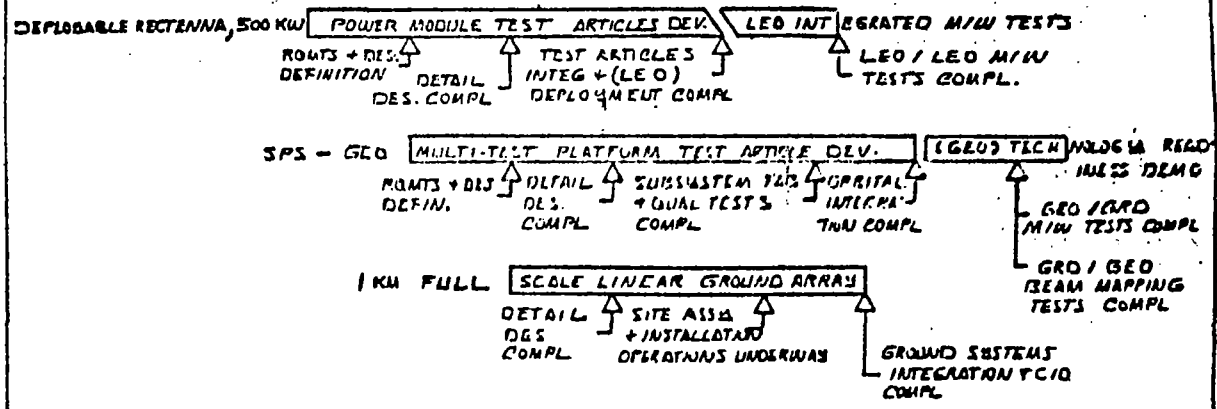 DEPLOBABLE RECTENNA, 500 KW POWER MODULE TEST ARTICLES DEV. LEO INTEGRATED M/W TESTS
RQMTS + DES. DEFINITION
DETAIL DES. COMPL
TEST ARTICLES INTEG + (LEO) DEPLOYMENT COMPL
LEO / LEO M/W TESTS COMPL.
SPS - GEO MULTI-TEST PLATFORM TEST ARTICLE DEV. (GEO) TECHNOLOGY READINESS DEMO
RQMTS + DES DEFIN.
DETAIL DES. COMPL
SUBSYSTEM + QUAL TESTS COMPL
ORBITAL INTEGRATION COMPL
GEO / GRD M/W TESTS COMPL
GRD / GEO BEAM MAPPING TESTS COMPL
1 KM FULL SCALE LINEAR GROUND ARRAY
DETAIL DES COMPL
SITE ASSM + INSTALLATION OPERATIONS UNDERWAY
GROUND SYSTEMS INTEGRATION + C/O COMPL